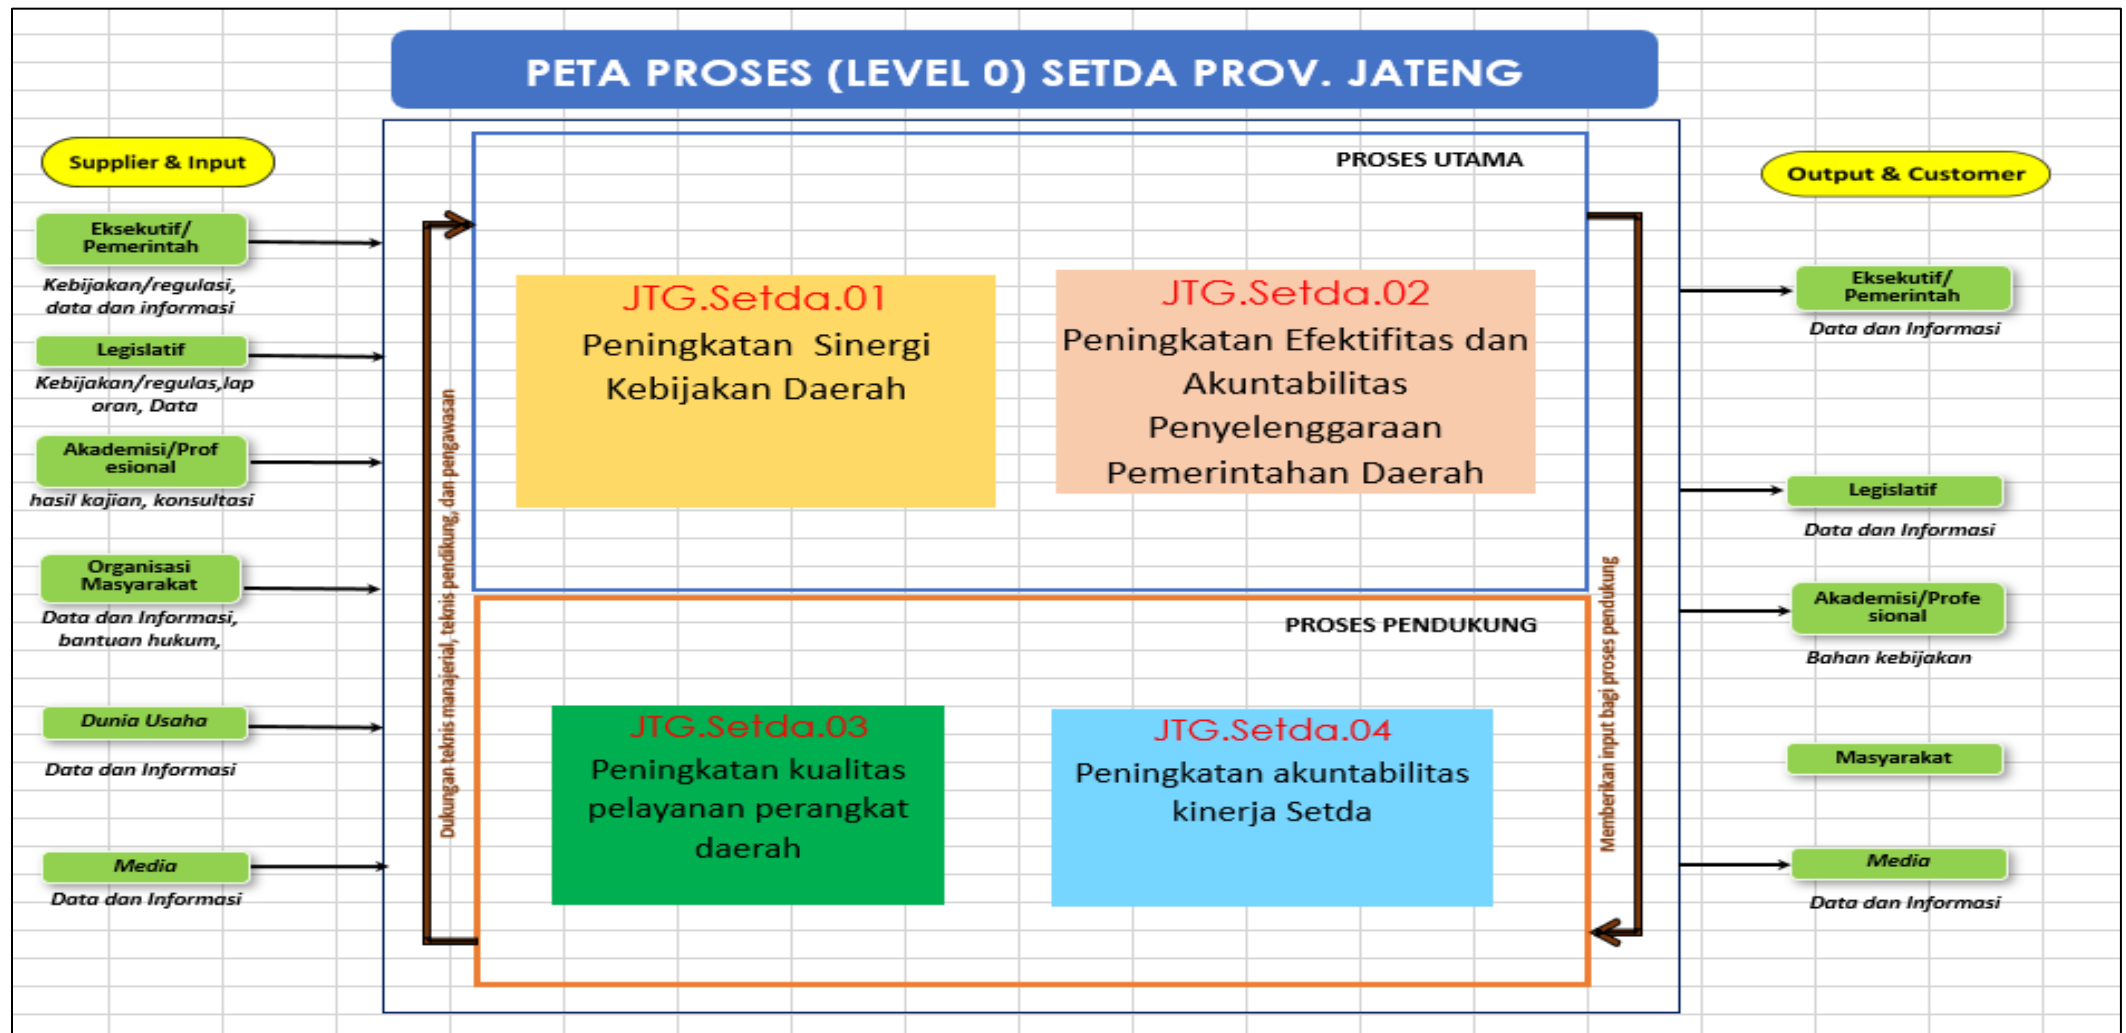 PETA PROSES (LEVEL 0) SETDA PROV. JATENG
Supplier & Input
Eksekutif/
Pemerintah
Kebijakan/regulasi,
data dan informasi
Legislatif
Kebijakan/regulas,lap
oran, Data
Akademisi/Prof
esional
hasil kajian, konsultasi
Organisasi
Masyarakat
Data dan Informasi,
bantuan hukum,
Dunia Usaha
Data dan Informasi
Media
Data dan Informasi
Dukungan teknis manajerial, teknis pendikung, dan pengawasan
PROSES UTAMA
JTG.Setda.01
Peningkatan Sinergi
Kebijakan Daerah
JTG.Setda.02
Peningkatan Efektifitas dan
Akuntabilitas
Penyelenggaraan
Pemerintahan Daerah
PROSES PENDUKUNG
JTG.Setda.03
Peningkatan kualitas
pelayanan perangkat
daerah
JTG.Setda.04
Peningkatan akuntabilitas
kinerja Setda
Memberikan input bagi proses pendukung
Output & Customer
Eksekutif/
Pemerintah
Data dan Informasi
Legislatif
Data dan Informasi
Akademisi/Profe
sional
Bahan kebijakan
Masyarakat
Media
Data dan Informasi